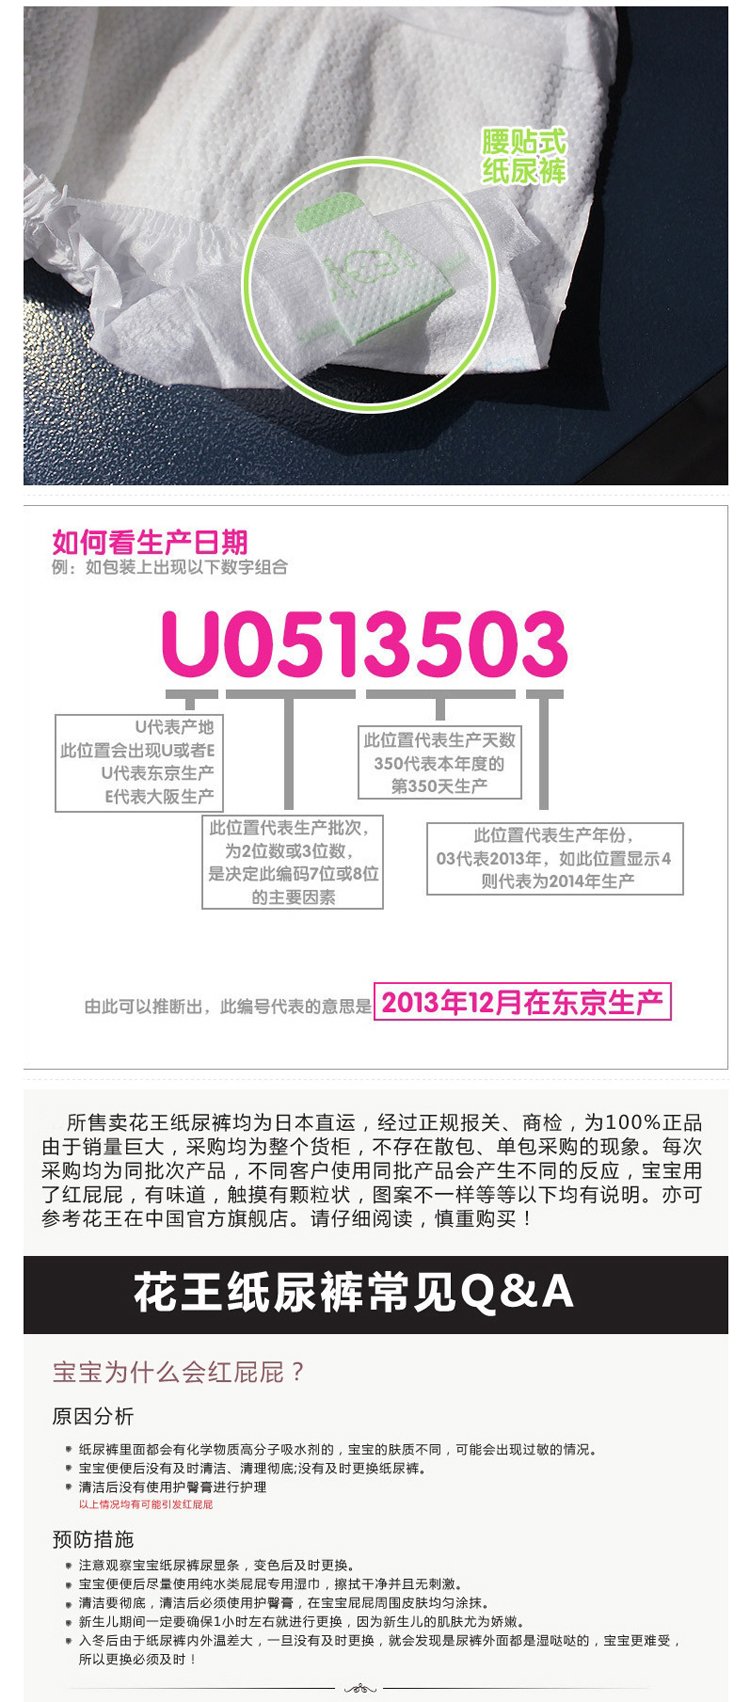 腰贴式
纸尿裤
如何看生产日期
例：如包装上出现以下数字组合
U0513503
U代表产地
此位置会出现U或者E
U代表东京生产
E代表大阪生产
此位置代表生产批次，
为2位数或3位数，
是决定此编码7位或8位
的主要因素
此位置代表生产天数
350代表本年度的
第350天生产
此位置代表生产年份，
03代表2013年，如此位置显示4
则代表为2014年生产
由此可以推断出，此编号代表的意思是 2013年12月在东京生产
所售卖花王纸尿裤均为日本直运，经过正规报关、商检，为100%正品
由于销量巨大，采购均为整个货柜，不存在散包、单包采购的现象。每次
采购均为同批次产品，不同客户使用同批产品会产生不同的反应，宝宝用
了红屁屁，有味道，触摸有颗粒状，图案不一样等等以下均有说明。亦可
参考花王在中国官方旗舰店。请仔细阅读，慎重购买！
花王纸尿裤常见Q&A
宝宝为什么会红屁屁？
原因分析
纸尿裤里面都会有化学物质高分子吸水剂的，宝宝的肤质不同，可能会出现过敏的情况。
宝宝便便后没有及时清洁、清理彻底;没有及时更换纸尿裤。
清洁后没有使用护臀膏进行护理
以上情况均有可能引发红屁屁
预防措施
注意观察宝宝纸尿裤尿显条，变色后及时更换。
宝宝便便后尽量使用纯水类屁屁专用湿巾，擦拭干净并且无刺激。
清洁要彻底，清洁后必须使用护臀膏，在宝宝屁屁周围皮肤均匀涂抹。
新生儿期间一定要确保1小时左右就进行更换，因为新生儿的肌肤尤为娇嫩。
入冬后由于纸尿裤内外温差大，一旦没有及时更换，就会发现是尿裤外面都是湿哒哒的，宝宝更难受，
所以更换必须及时！